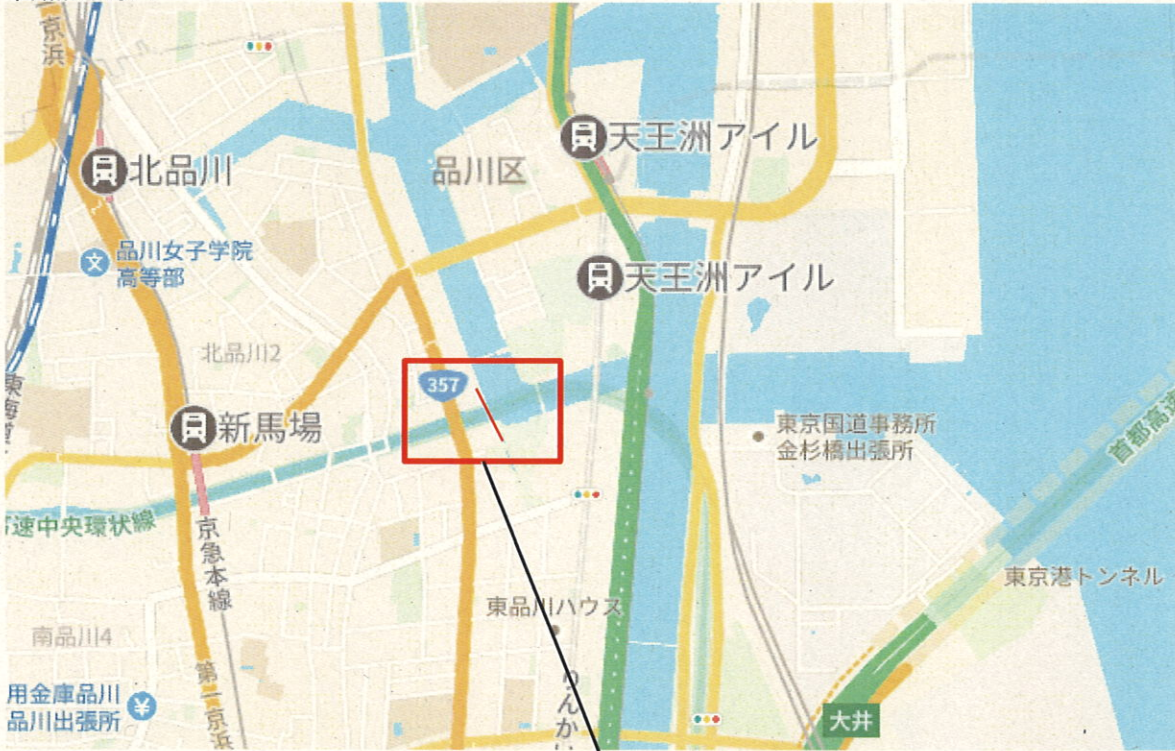 京浜
北品川
天王洲アイル
品川区
文
品川女子学院
高等部
天王洲アイル
北品川2
357
新馬場
東京国道事務所
金杉橋出張所
首都高速
速中央環状線
京急本線
東京港トンネル
東品川ハウス
南品川4
第一京浜
りんかい
用金庫品川
品川出張所
¥
大井